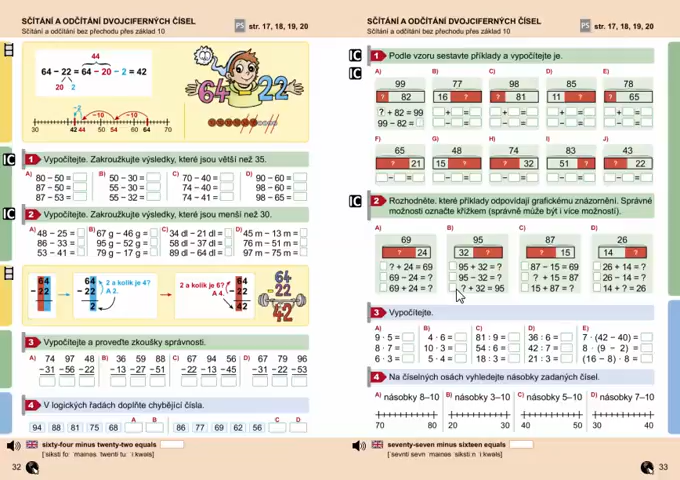 SČÍTÁNÍ A ODČÍTÁNÍ DVOJCIFERNÝCH ČÍSEL
Sčítání a odčítání bez přechodu přes základ 10
PS str. 17, 18, 19, 20
44
64 − 22 = 64 − 20 − 2 = 42
20 2
−2 −10 −10
30 42 44 50 54 64 70
64 22
1 Vypočítejte. Zakroužkujte výsledky, které jsou větší než 35.
A) 80 − 50 = B) 50 − 30 = C) 70 − 40 = D) 90 − 60 =
87 − 50 = 55 − 30 = 74 − 40 = 98 − 60 =
87 − 53 = 55 − 32 = 74 − 41 = 98 − 65 =
2 Vypočítejte. Zakroužkujte výsledky, které jsou menší než 30.
A) 48 − 25 = B) 67 g − 46 g = C) 34 dl − 21 dl = D) 45 m − 13 m =
86 − 33 = 95 g − 52 g = 58 dl − 37 dl = 76 m − 51 m =
53 − 41 = 79 g − 17 g = 89 dl − 64 dl = 97 m − 75 m =
64 − 22
64 − 22 2
2 a kolik je 4?
A 2.
2 a kolik je 6?
A 4.
64 − 22 42
64 −22 42
3 Vypočítejte a proveďte zkoušky správnosti.
A) 74 97 48 B) 36 59 88 C) 67 94 56 D) 67 79 96
−31 −56 −22 −13 −27 −51 −22 −13 −45 −31 −22 −53
4 V logických řadách doplňte chybějící čísla.
A B C D
94 88 81 75 68 86 77 69 62 56
sixty-four minus twenty-two equals
32
SČÍTÁNÍ A ODČÍTÁNÍ DVOJCIFERNÝCH ČÍSEL
Sčítání a odčítání bez přechodu přes základ 10
PS str. 17, 18, 19, 20
1 Podle vzoru sestavte příklady a vypočítejte je.
A) B) C) D) E)
99 77 98 85 78
? 82 16 ? ? 81 11 ? ? 65
? + 82 = 99 + = + = + = + =
99 − 82 = − = − = − = − =
F) G) H) I) J)
65 48 74 83 43
? 21 15 ? ? 32 51 ? ? 22
− = − = − = − = − =
2 Rozhodněte, které příklady odpovídají grafickému znázornění. Správné
možnosti označte křížkem (správně může být i více možností).
A) B) C) D)
69 95 87 26
? 24 32 ? ? 15 14 ?
? + 24 = 69 95 + 32 = ? 87 − 15 = 69 26 + 14 = ?
69 − 24 = ? 95 − 32 = ? ? + 15 = 87 26 − 14 = ?
69 + 24 = ? ? + 32 = 95 15 + 87 = ? 14 + ? = 26
3 Vypočítejte.
A) 9 · 5 = B) 4 · 6 = C) 81 : 9 = D) 36 : 6 = E) 7 · (42 − 40) =
8 · 7 = 10 · 3 = 54 : 6 = 42 : 7 = 8 · (9 − 2) =
6 · 3 = 5 · 4 = 18 : 3 = 21 : 3 = (16 − 8) · 8 =
4 Na číselných osách vyhledejte násobky zadaných čísel.
A) násobky 8–10 B) násobky 3–10 C) násobky 5–10 D) násobky 7–10
70 80 20 30 40 50 30 40
seventy-seven minus sixteen equals
33